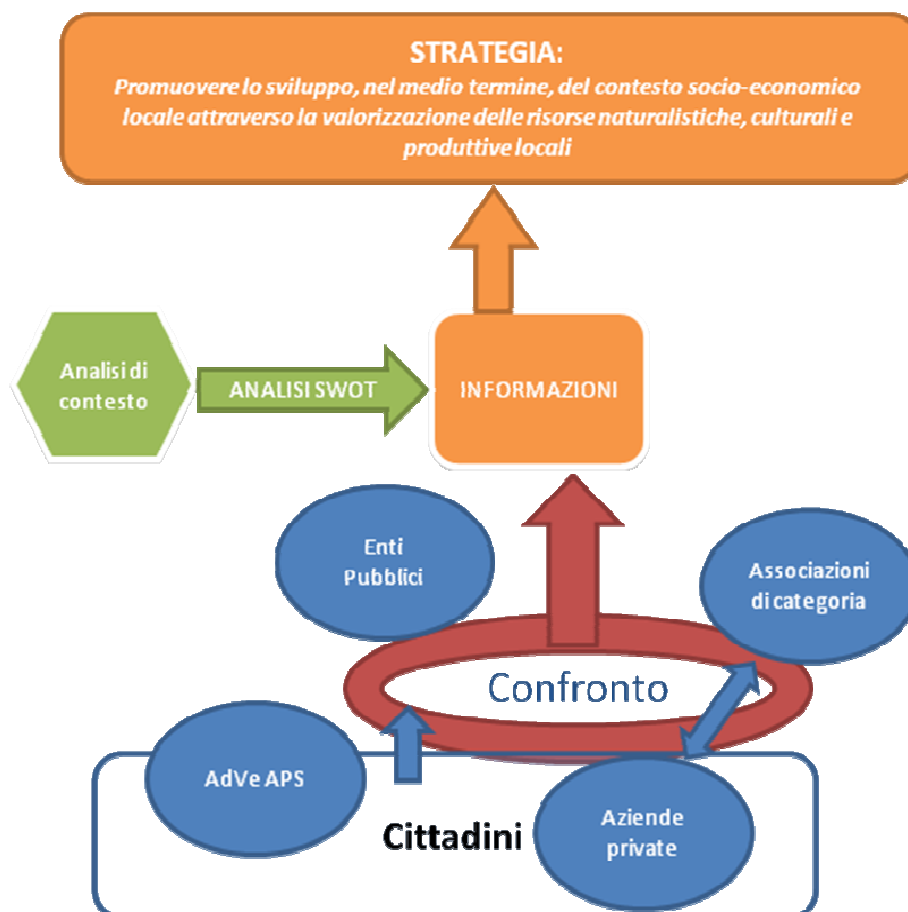 STRATEGIA:
Promuovere lo sviluppo, nel medio termine, del contesto socio-economico
locale attraverso la valorizzazione delle risorse naturalistiche, culturali e
produttive locali
Analisi di
contesto
ANALISI SWOT
INFORMAZIONI
Enti
Pubblici
Associazioni
di categoria
Confronto
AdVe APS
Cittadini
Aziende
private